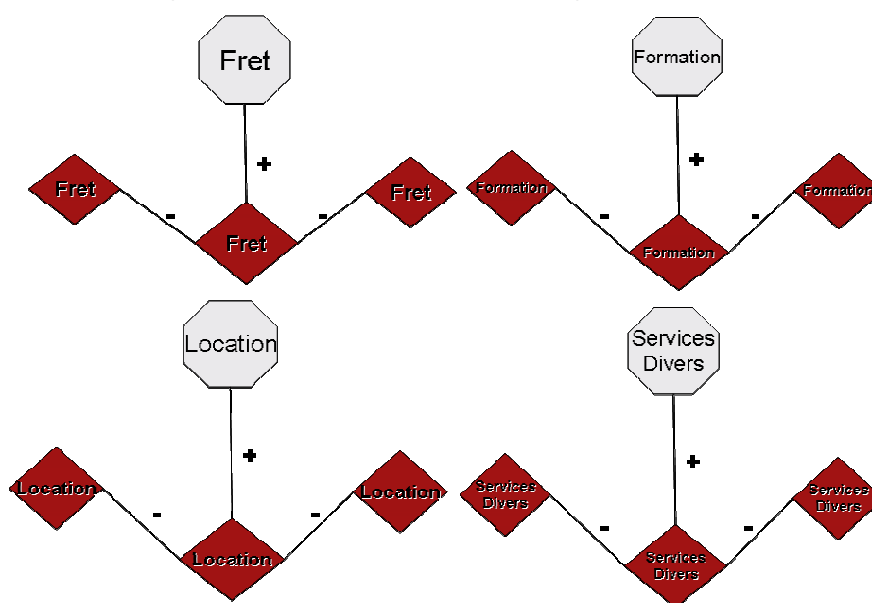 Fret
Formation
+
+
Fret
Fret
Formation
Formation
-
-
-
-
Fret
Formation
Location
Services
Divers
+
+
Location
Location
Services
Divers
Services
Divers
-
-
-
-
Location
Services
Divers